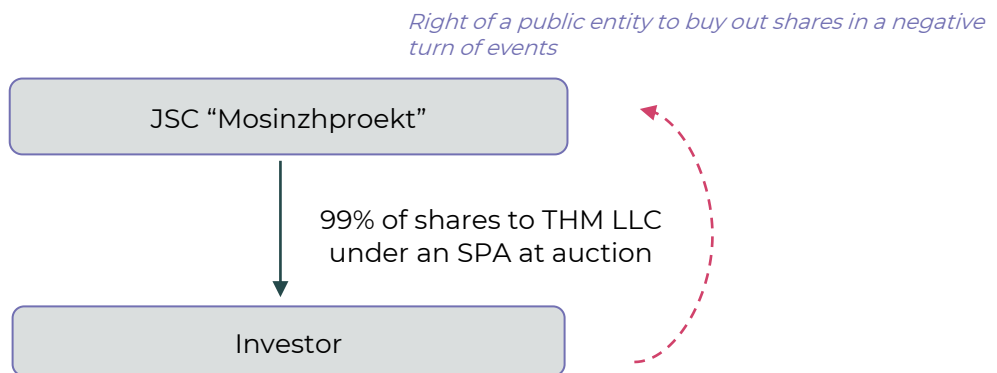 Right of a public entity to buy out shares in a negative
turn of events
JSC “Mosinzhproekt”
99% of shares to THM LLC
under an SPA at auction
Investor